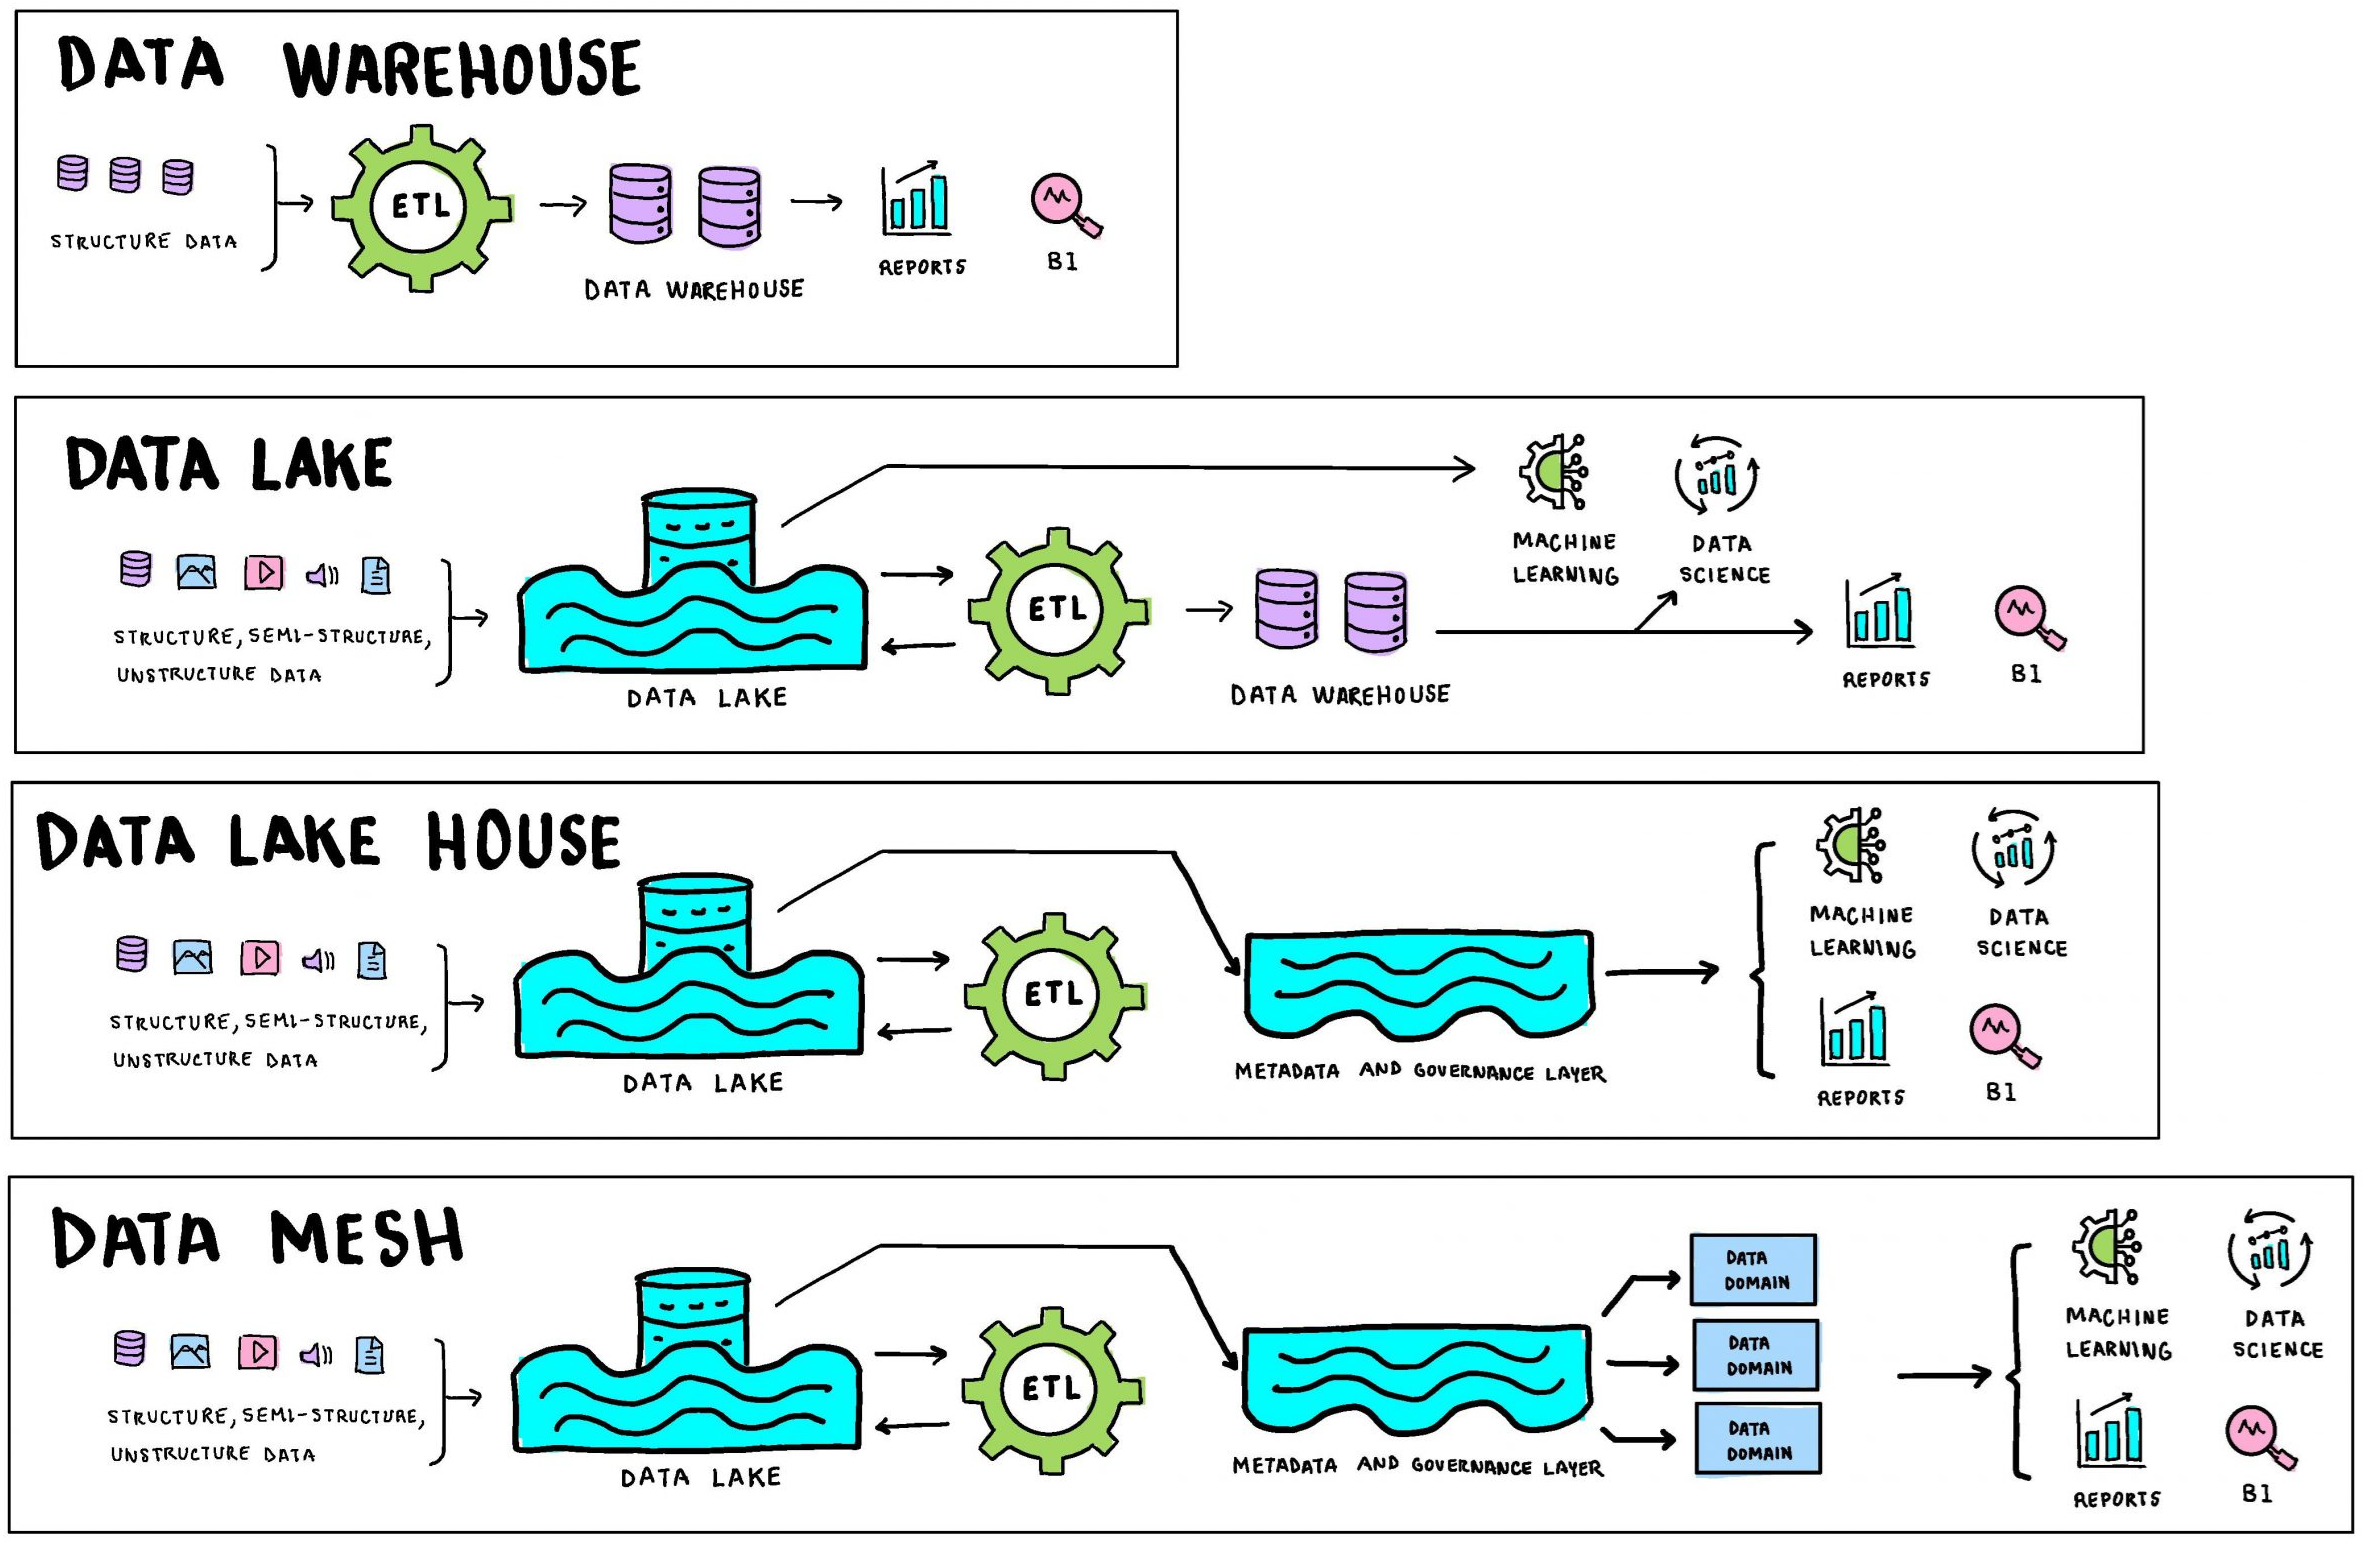 DATA WAREHOUSE
STRUCTURE DATA
ETL
DATA WAREHOUSE
REPORTS
BI
DATA LAKE
STRUCTURE, SEMI-STRUCTURE,
UNSTRUCTURE DATA
DATA LAKE
ETL
DATA WAREHOUSE
MACHINE
LEARNING
DATA
SCIENCE
REPORTS
BI
DATA LAKE HOUSE
STRUCTURE, SEMI-STRUCTURE,
UNSTRUCTURE DATA
DATA LAKE
ETL
METADATA AND GOVERNANCE LAYER
MACHINE
LEARNING
DATA
SCIENCE
REPORTS
BI
DATA MESH
STRUCTURE, SEMI-STRUCTURE,
UNSTRUCTURE DATA
DATA LAKE
ETL
METADATA AND GOVERNANCE LAYER
DATA
DOMAIN
DATA
DOMAIN
DATA
DOMAIN
MACHINE
LEARNING
DATA
SCIENCE
REPORTS
BI